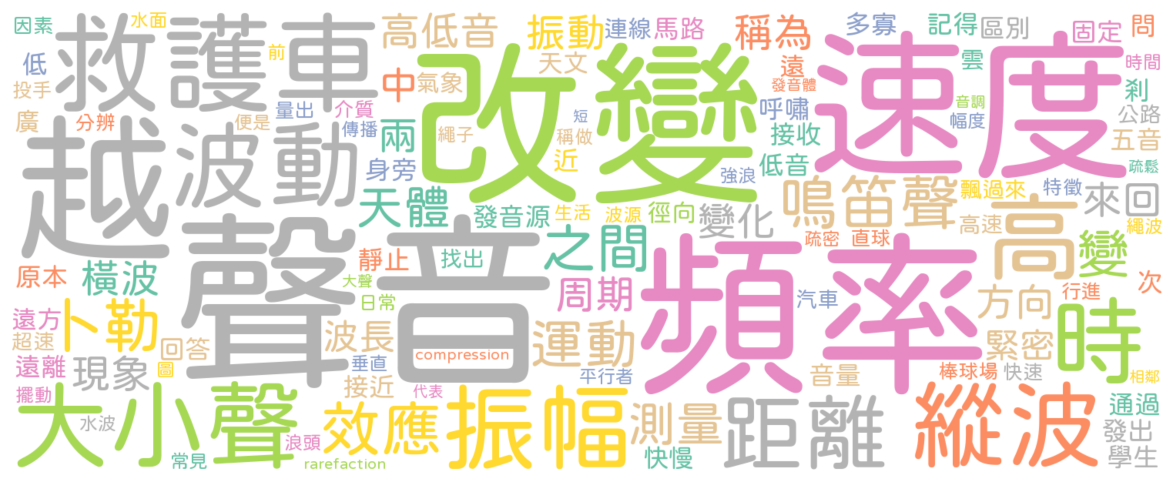 因素
水面
救護車
高低音
振動
連線
馬路
稱為
多寡
記得
區別
固定
問
低
前
天文
遠
雲
時間
投手
中
氣象
改變
速度
發音體
剎
廣
分辨
便是
量出
介質
兩
呼嘯
音調
公路
傳播
繩子
短
稱做
接收
幅度
五音
越
波動
身旁
近
強浪
低音
疏鬆
天體
發音源
生活
波源
徑向
變化
鳴笛聲
飄過來
特徵
來回
高速
繩波
聲音
之間
疏密
直球
高
變
原本
橫波
靜止
找出
大聲
日常
周期
頻率
汽車
方向
行進
次
遠方
卜勒
超速
回答
波長
compression
運動
時
緊密
遠離
現象
圖
垂直
接近
代表
平行者
音量
棒球場
快速
相鄰
擺動
大小聲
水波
常見
浪頭
效應
rarefaction
振幅
測量
快慢
距離
縱波
通過
發出
學生